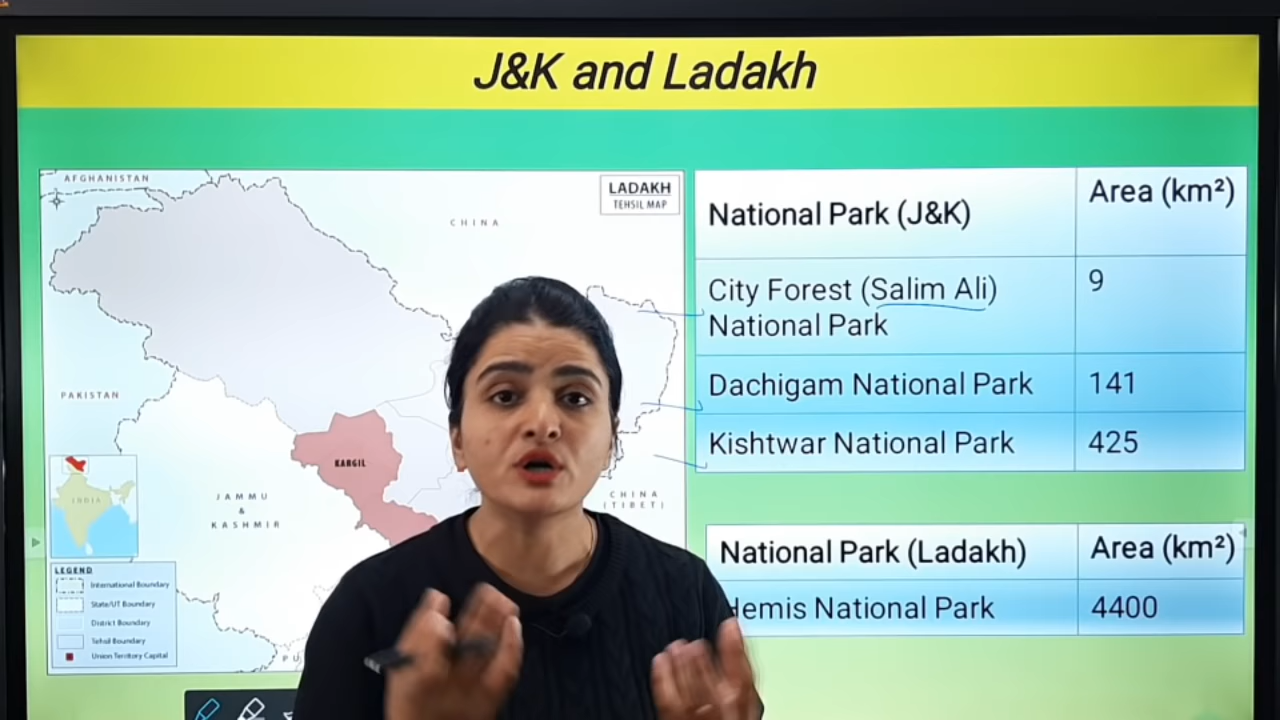 J&K and Ladakh
AFGHANISTAN
LADAKH
TEHSIL MAP
CHINA
PAKISTAN
KARGIL
INDIA
JAMMU
&
KASHMIR
CHINA
(TIBET)
LEGEND
International Boundary
State/UT Boundary
District Boundary
Tehsil Boundary
Union Territory Capital
National Park (J&K) Area (km²)
City Forest (Salim Ali) 9
National Park
Dachigam National Park 141
Kishtwar National Park 425
National Park (Ladakh) Area (km²)
Hemis National Park 4400